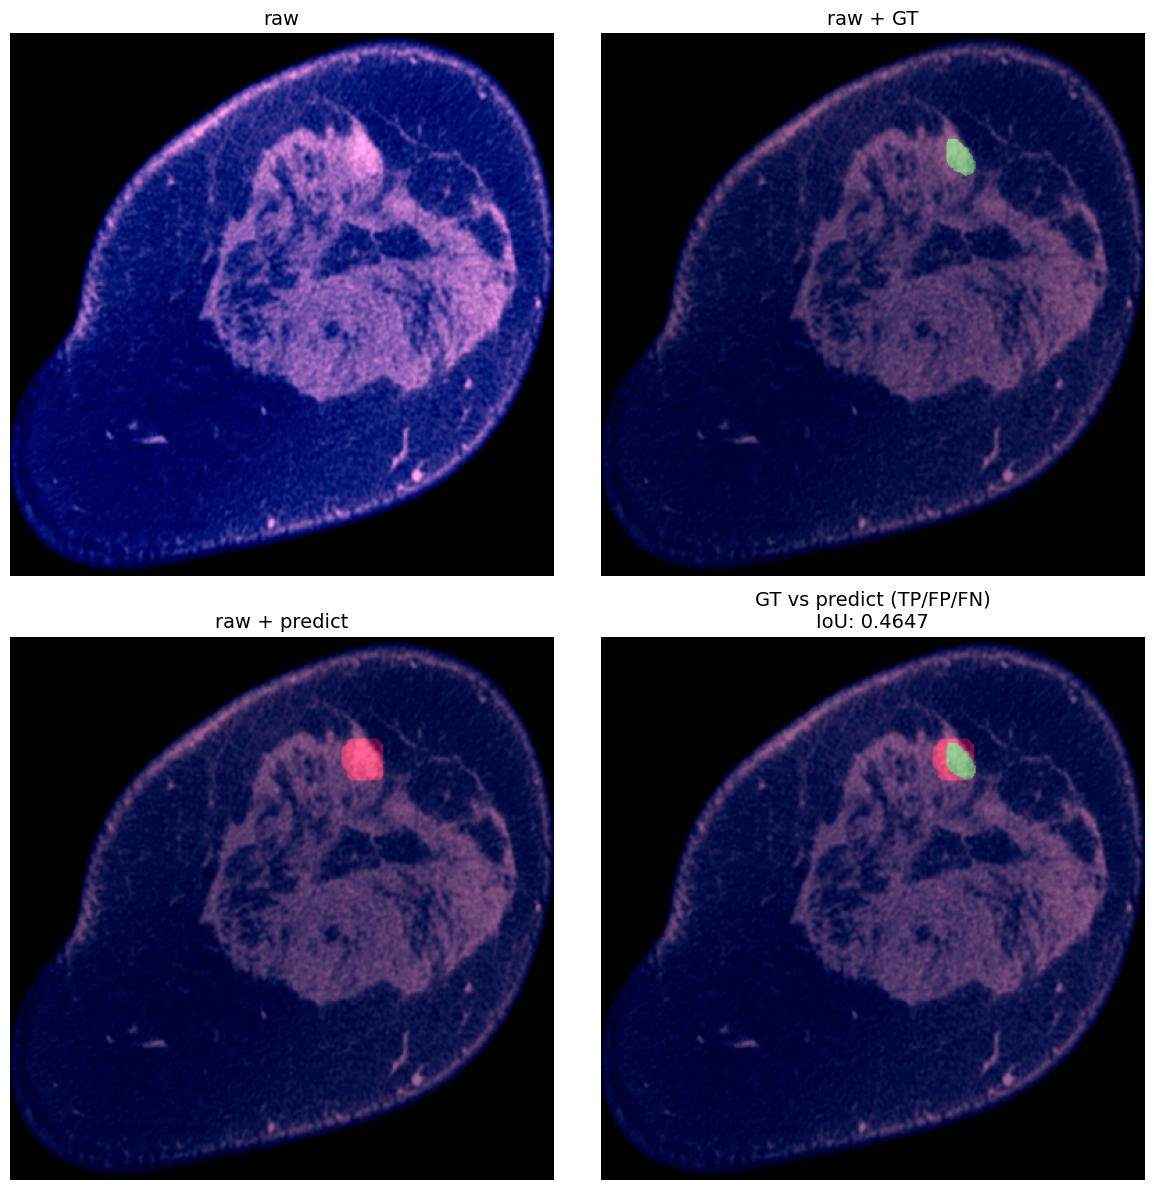 raw
raw + GT
raw + predict
GT vs predict (TP/FP/FN)
IoU: 0.4647